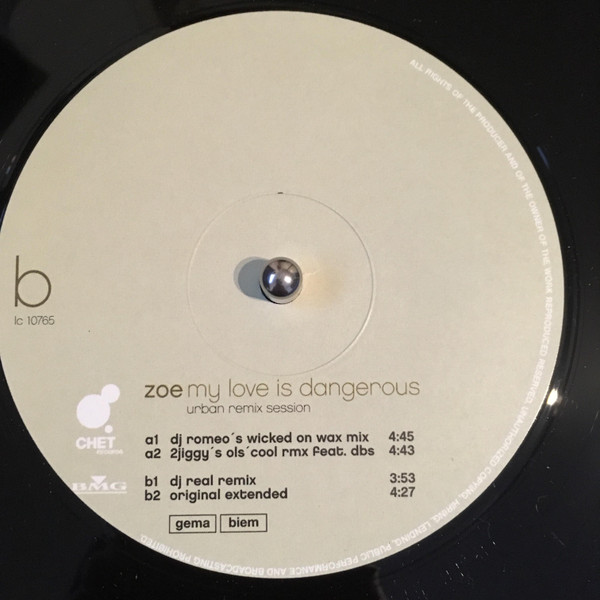 b
lc 10765
zoe my love is dangerous
urban remix session
CHET
RECORDS
BMG
a1 dj romeo´s wicked on wax mix 4:45
a2 2jiggy´s ols´cool rmx feat. dbs 4:43
b1 dj real remix 3:53
b2 original extended 4:27
gema biem
ALL RIGHTS OF THE PRODUCER AND OF THE OWNER OF THE WORK REPRODUCED RESERVED. UNAUTHORIZED COPYING, HIRING, LENDING, PUBLIC PERFORMANCE AND BROADCASTING PROHIBITED